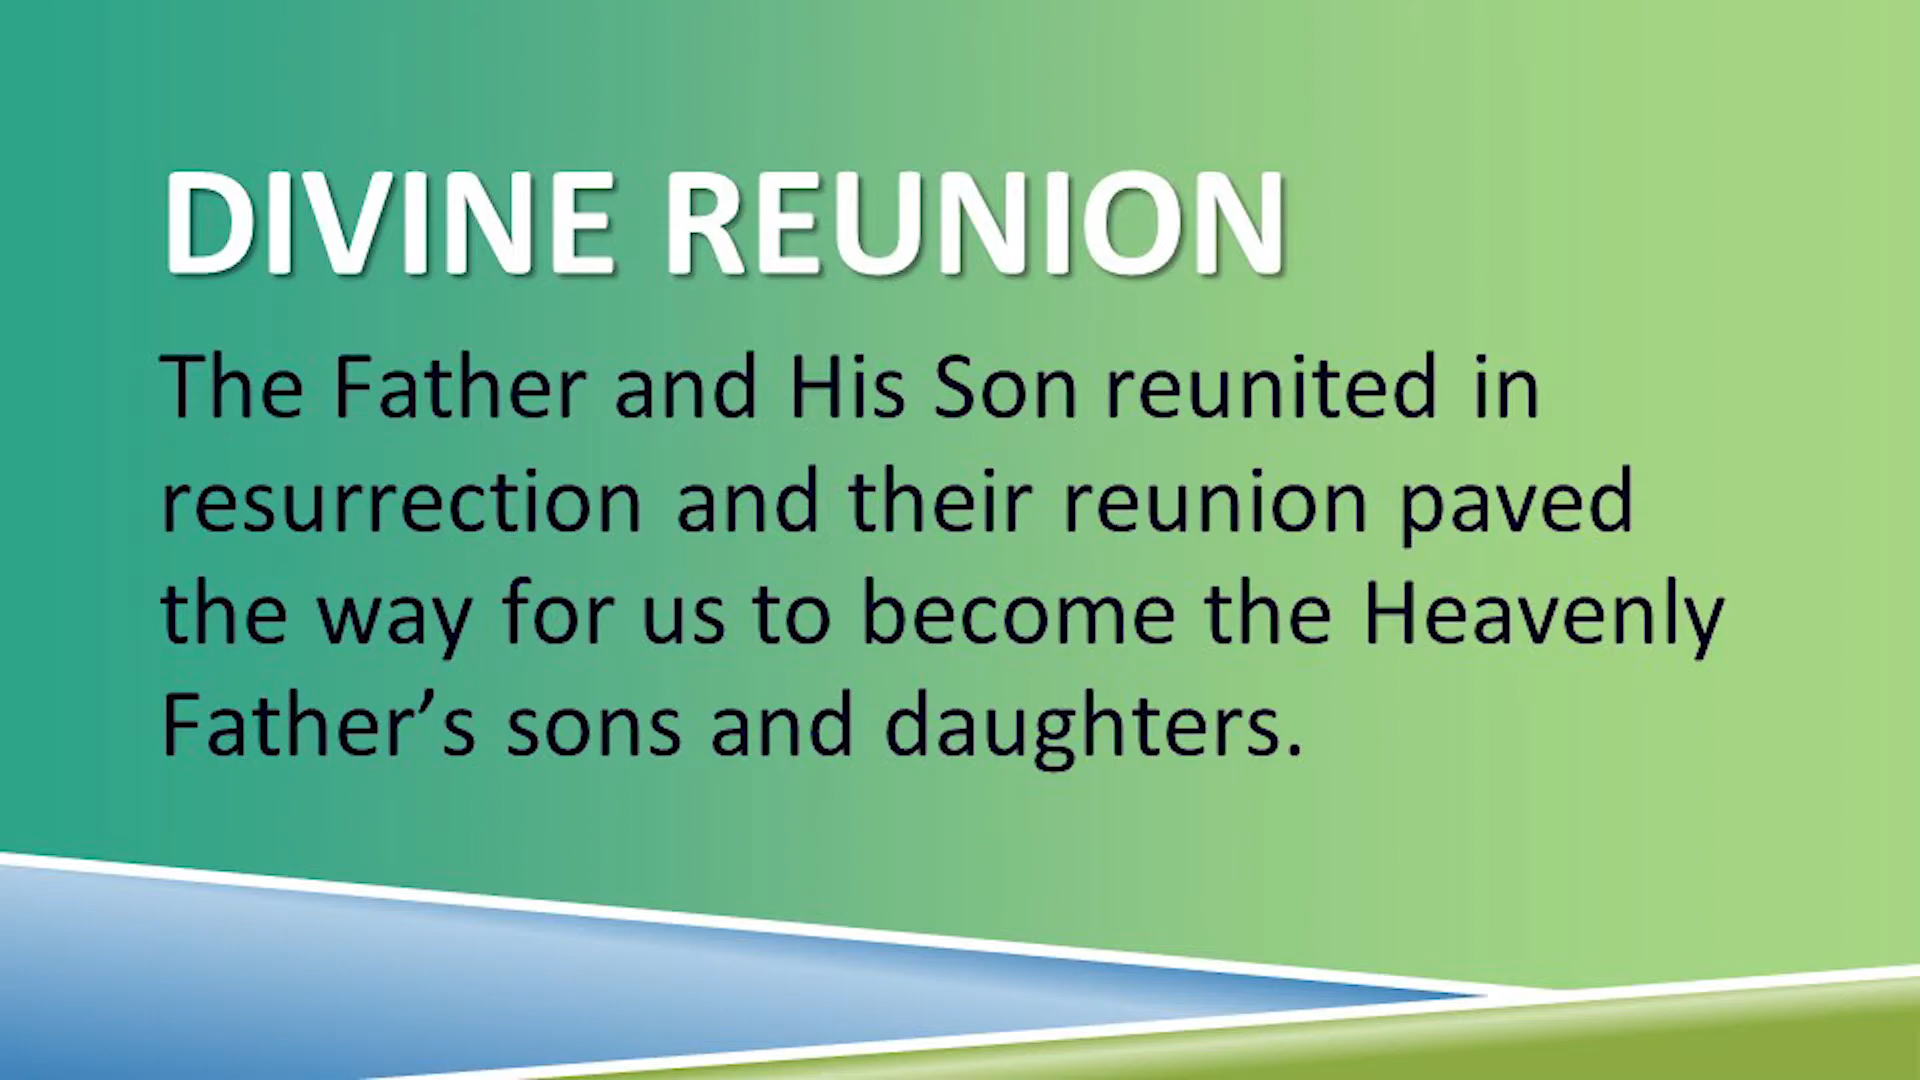 DIVINE REUNION
The Father and His Son reunited in
resurrection and their reunion paved
the way for us to become the Heavenly
Father’s sons and daughters.